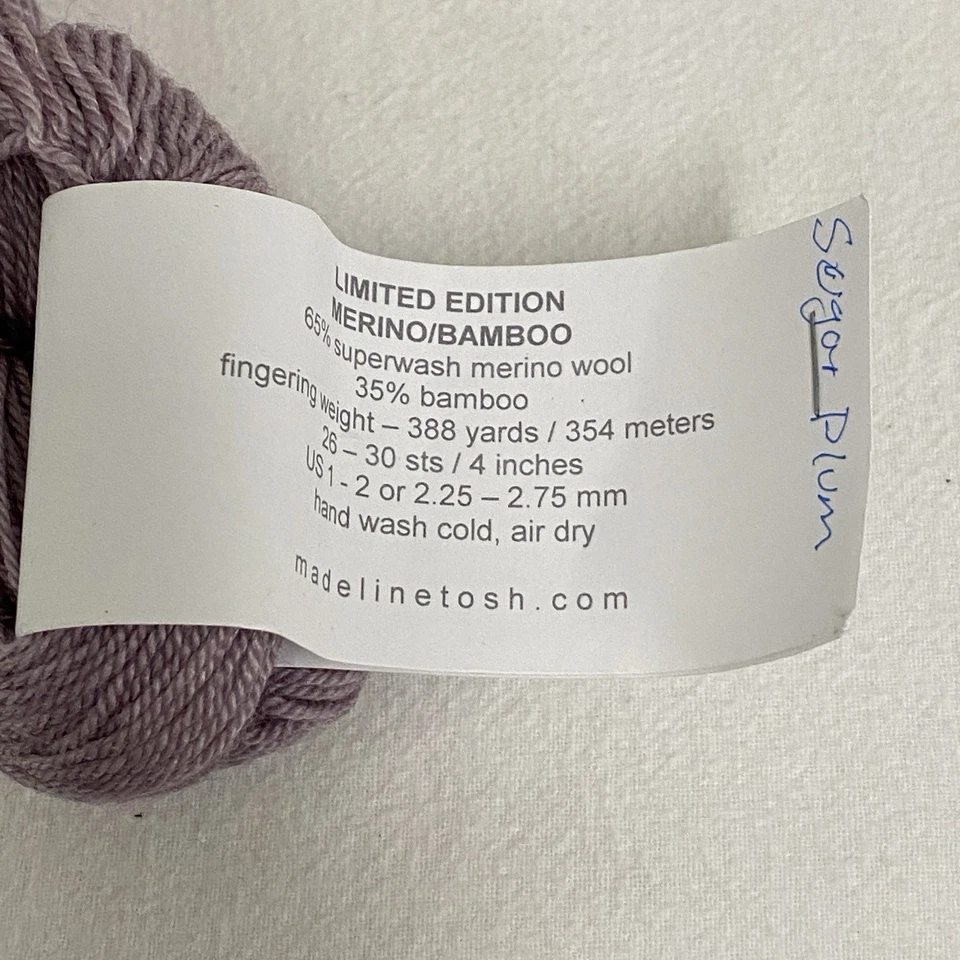 LIMITED EDITION
MERINO/BAMBOO
65% superwash merino wool
35% bamboo
fingering weight – 388 yards / 354 meters
26 – 30 sts / 4 inches
US 1 - 2 or 2.25 – 2.75 mm
hand wash cold, air dry
madelinetosh.com
Sugar Plum